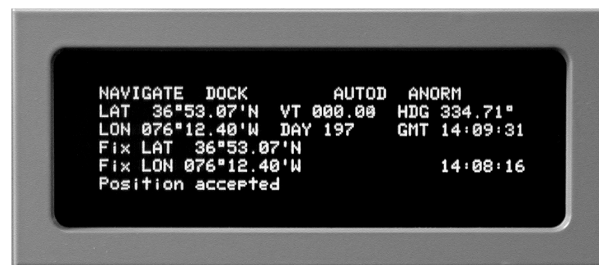 NAVIGATE DOCK AUTOD ANORM
LAT 36°53.07'N VT 000.00 HDG 334.71°
LON 076°12.40'W DAY 197 GMT 14:09:31
Fix LAT 36°53.07'N
Fix LON 076°12.40'W 14:08:16
Position accepted